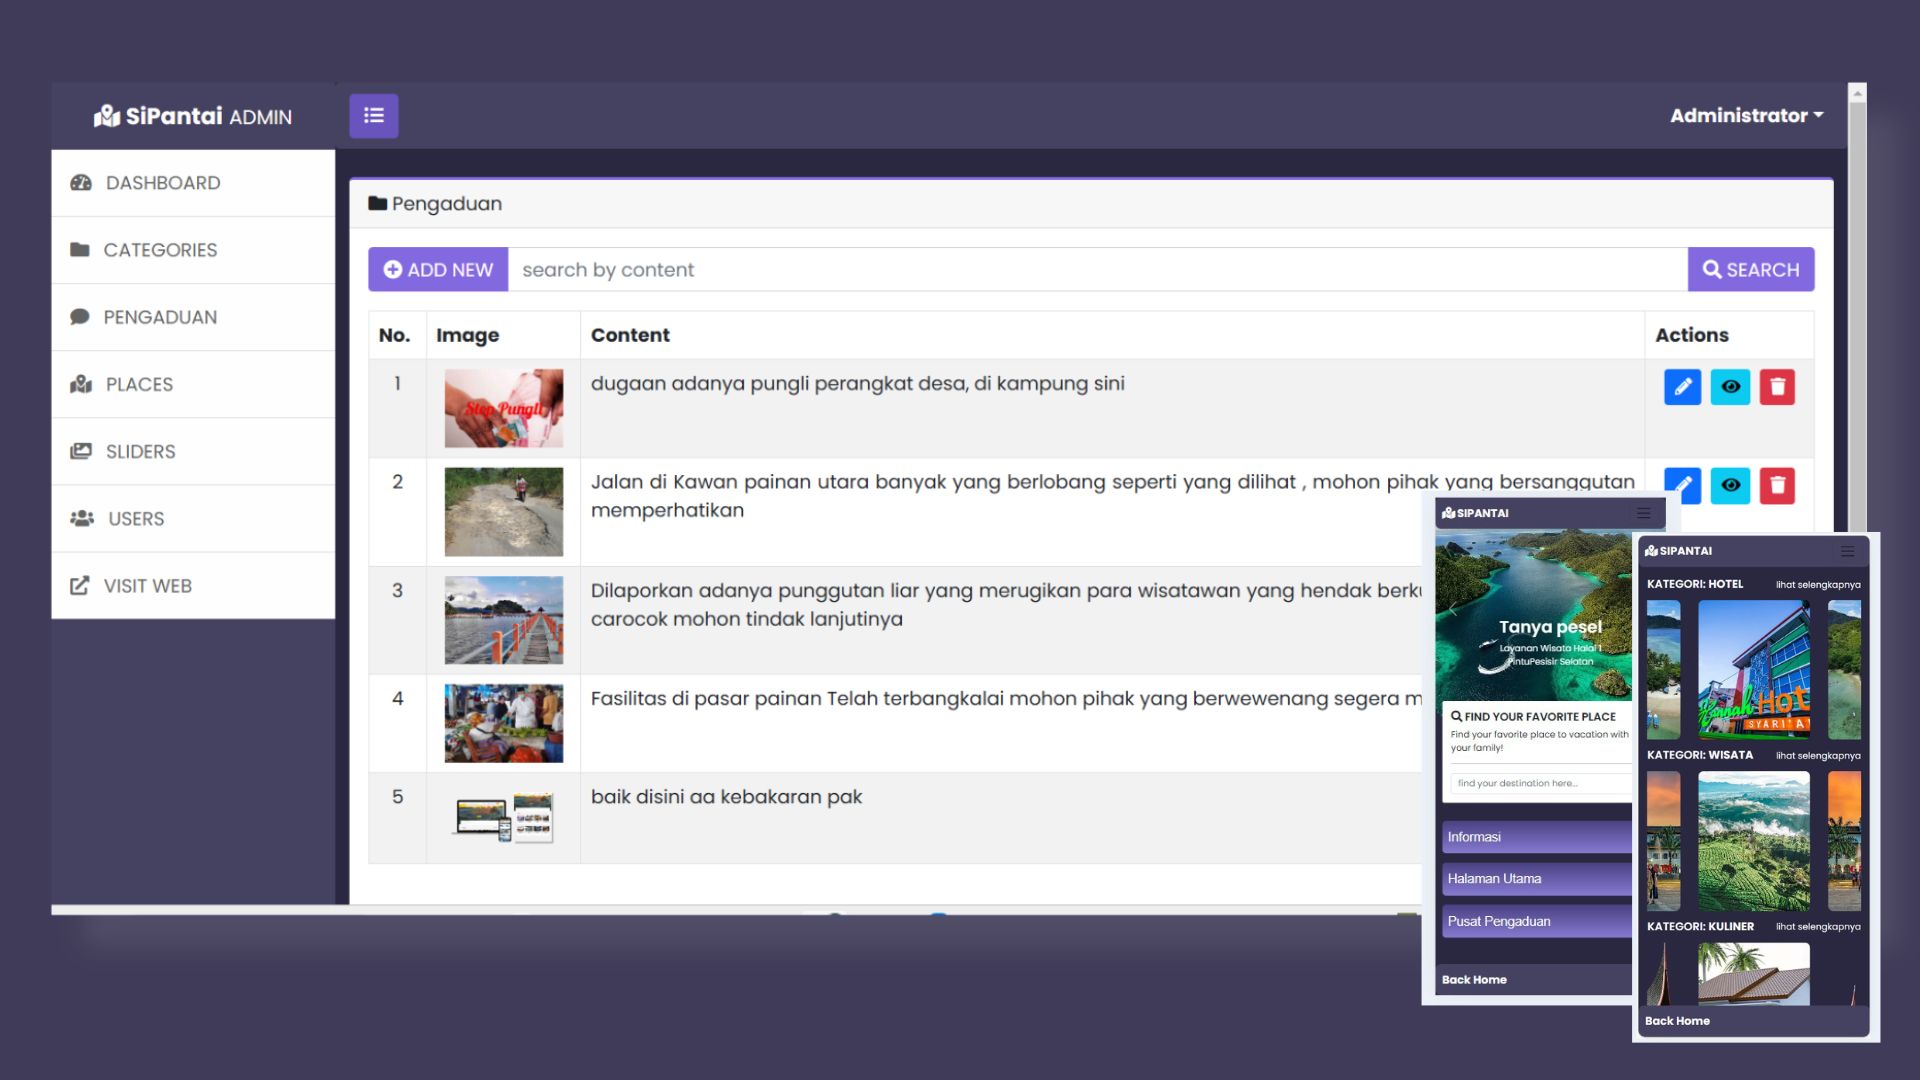 SiPantai ADMIN
Administrator
DASHBOARD
CATEGORIES
PENGADUAN
PLACES
SLIDERS
USERS
VISIT WEB
Pengaduan
ADD NEW
search by content
SEARCH
No. Image Content Actions
1 dugaan adanya pungli perangkat desa, di kampung sini
Stop Pungli
2 Jalan di Kawan painan utara banyak yang berlobang seperti yang dilihat , mohon pihak yang bersanggutan
memperhatikan
3 Dilaporkan adanya punggutan liar yang merugikan para wisatawan yang hendak
carocok mohon tindak lanjutinya
4 Fasilitas di pasar painan Telah terbangkalai mohon pihak yang berwewenang segera
5 baik disini aa kebakaran pak
SIPANTAI
Tanya pesel
Layanan Wisata Halal 1
PintuPesisir Selatan
FIND YOUR FAVORITE PLACE
Find your favorite place to vacation with
your family!
find your destination here...
Informasi
Halaman Utama
Pusat Pengaduan
Back Home
SIPANTAI
KATEGORI: HOTEL lihat selengkapnya
Hannah Hot
SYARI'A
KATEGORI: WISATA lihat selengkapnya
KATEGORI: KULINER lihat selengkapnya
Back Home